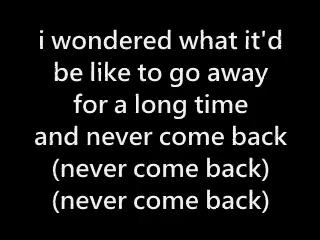 i wondered what it'd
be like to go away
for a long time
and never come back
(never come back)
(never come back)